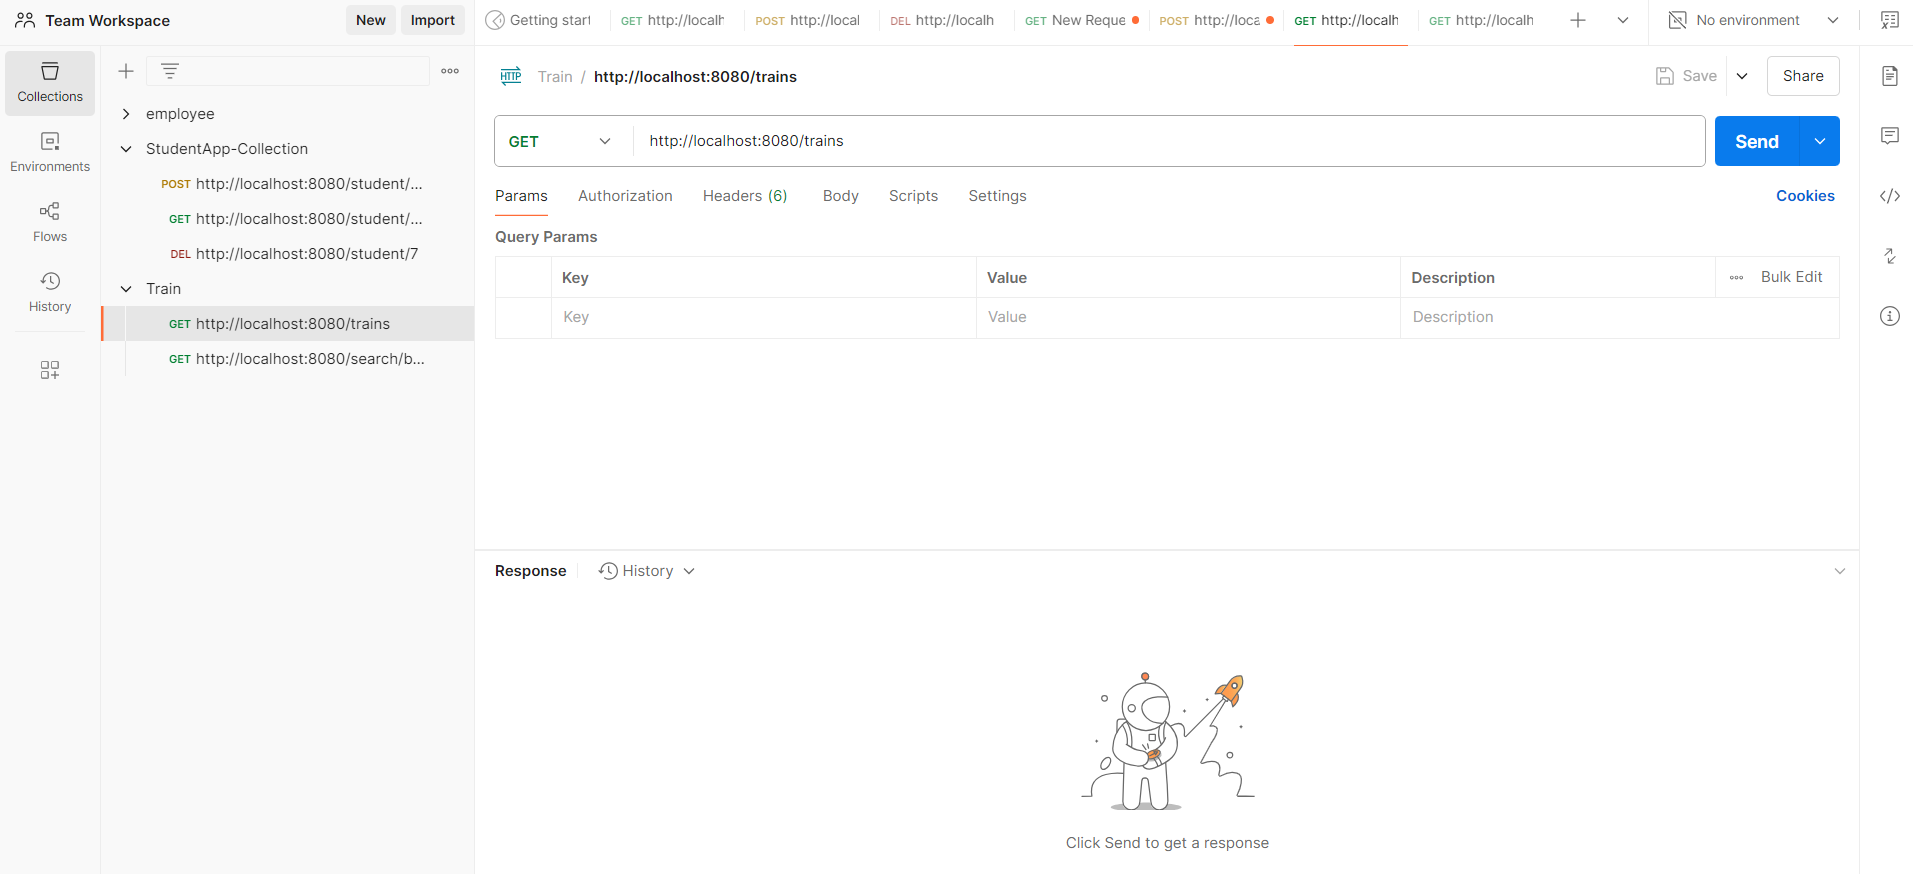 Team Workspace
New
Import
Getting start
GET http://localh
POST http://local
DEL http://localh
GET New Reque
POST http://loca
GET http://localh
GET http://localh
No environment
Collections
Environments
Flows
History
employee
StudentApp-Collection
POST http://localhost:8080/student/...
GET http://localhost:8080/student/...
DEL http://localhost:8080/student/7
Train
GET http://localhost:8080/trains
GET http://localhost:8080/search/b...
HTTP
Train / http://localhost:8080/trains
Save
Share
GET
http://localhost:8080/trains
Send
Params
Authorization
Headers (6)
Body
Scripts
Settings
Cookies
Query Params
Key
Value
Description
Bulk Edit
Key
Value
Description
Response
History
Click Send to get a response